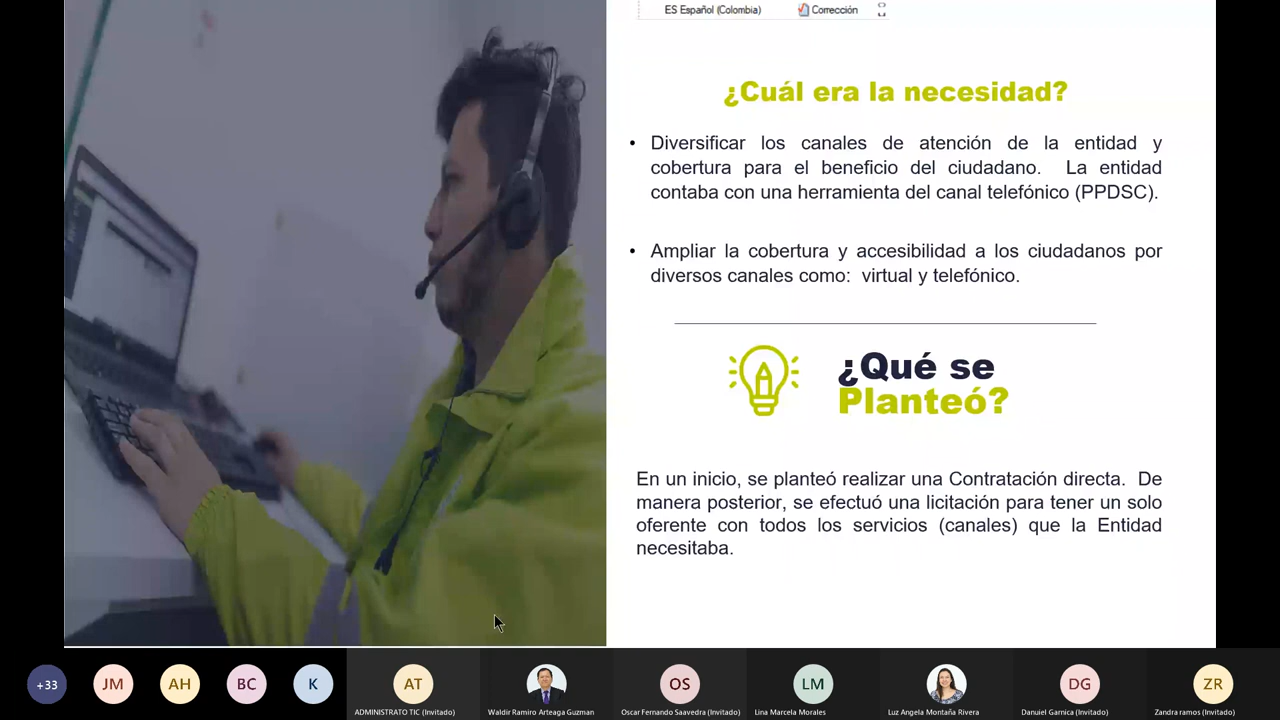 ES Español (Colombia) Corrección
¿Cuál era la necesidad?
• Diversificar los canales de atención de la entidad y
cobertura para el beneficio del ciudadano. La entidad
contaba con una herramienta del canal telefónico (PPDSC).
• Ampliar la cobertura y accesibilidad a los ciudadanos por
diversos canales como: virtual y telefónico.
¿Qué se
Planteó?
En un inicio, se planteó realizar una Contratación directa. De
manera posterior, se efectuó una licitación para tener un solo
oferente con todos los servicios (canales) que la Entidad
necesitaba.
+33 JM AH BC K AT OS LM DG ZR
ADMINISTRATO TIC (Invitado) Waldir Ramiro Arteaga Guzman Oscar Fernando Saavedra (Invitado) Lina Marcela Morales Luz Angela Montaña Rivera Danuiel Garnica (Invitado) Zandra ramos (Invitado)